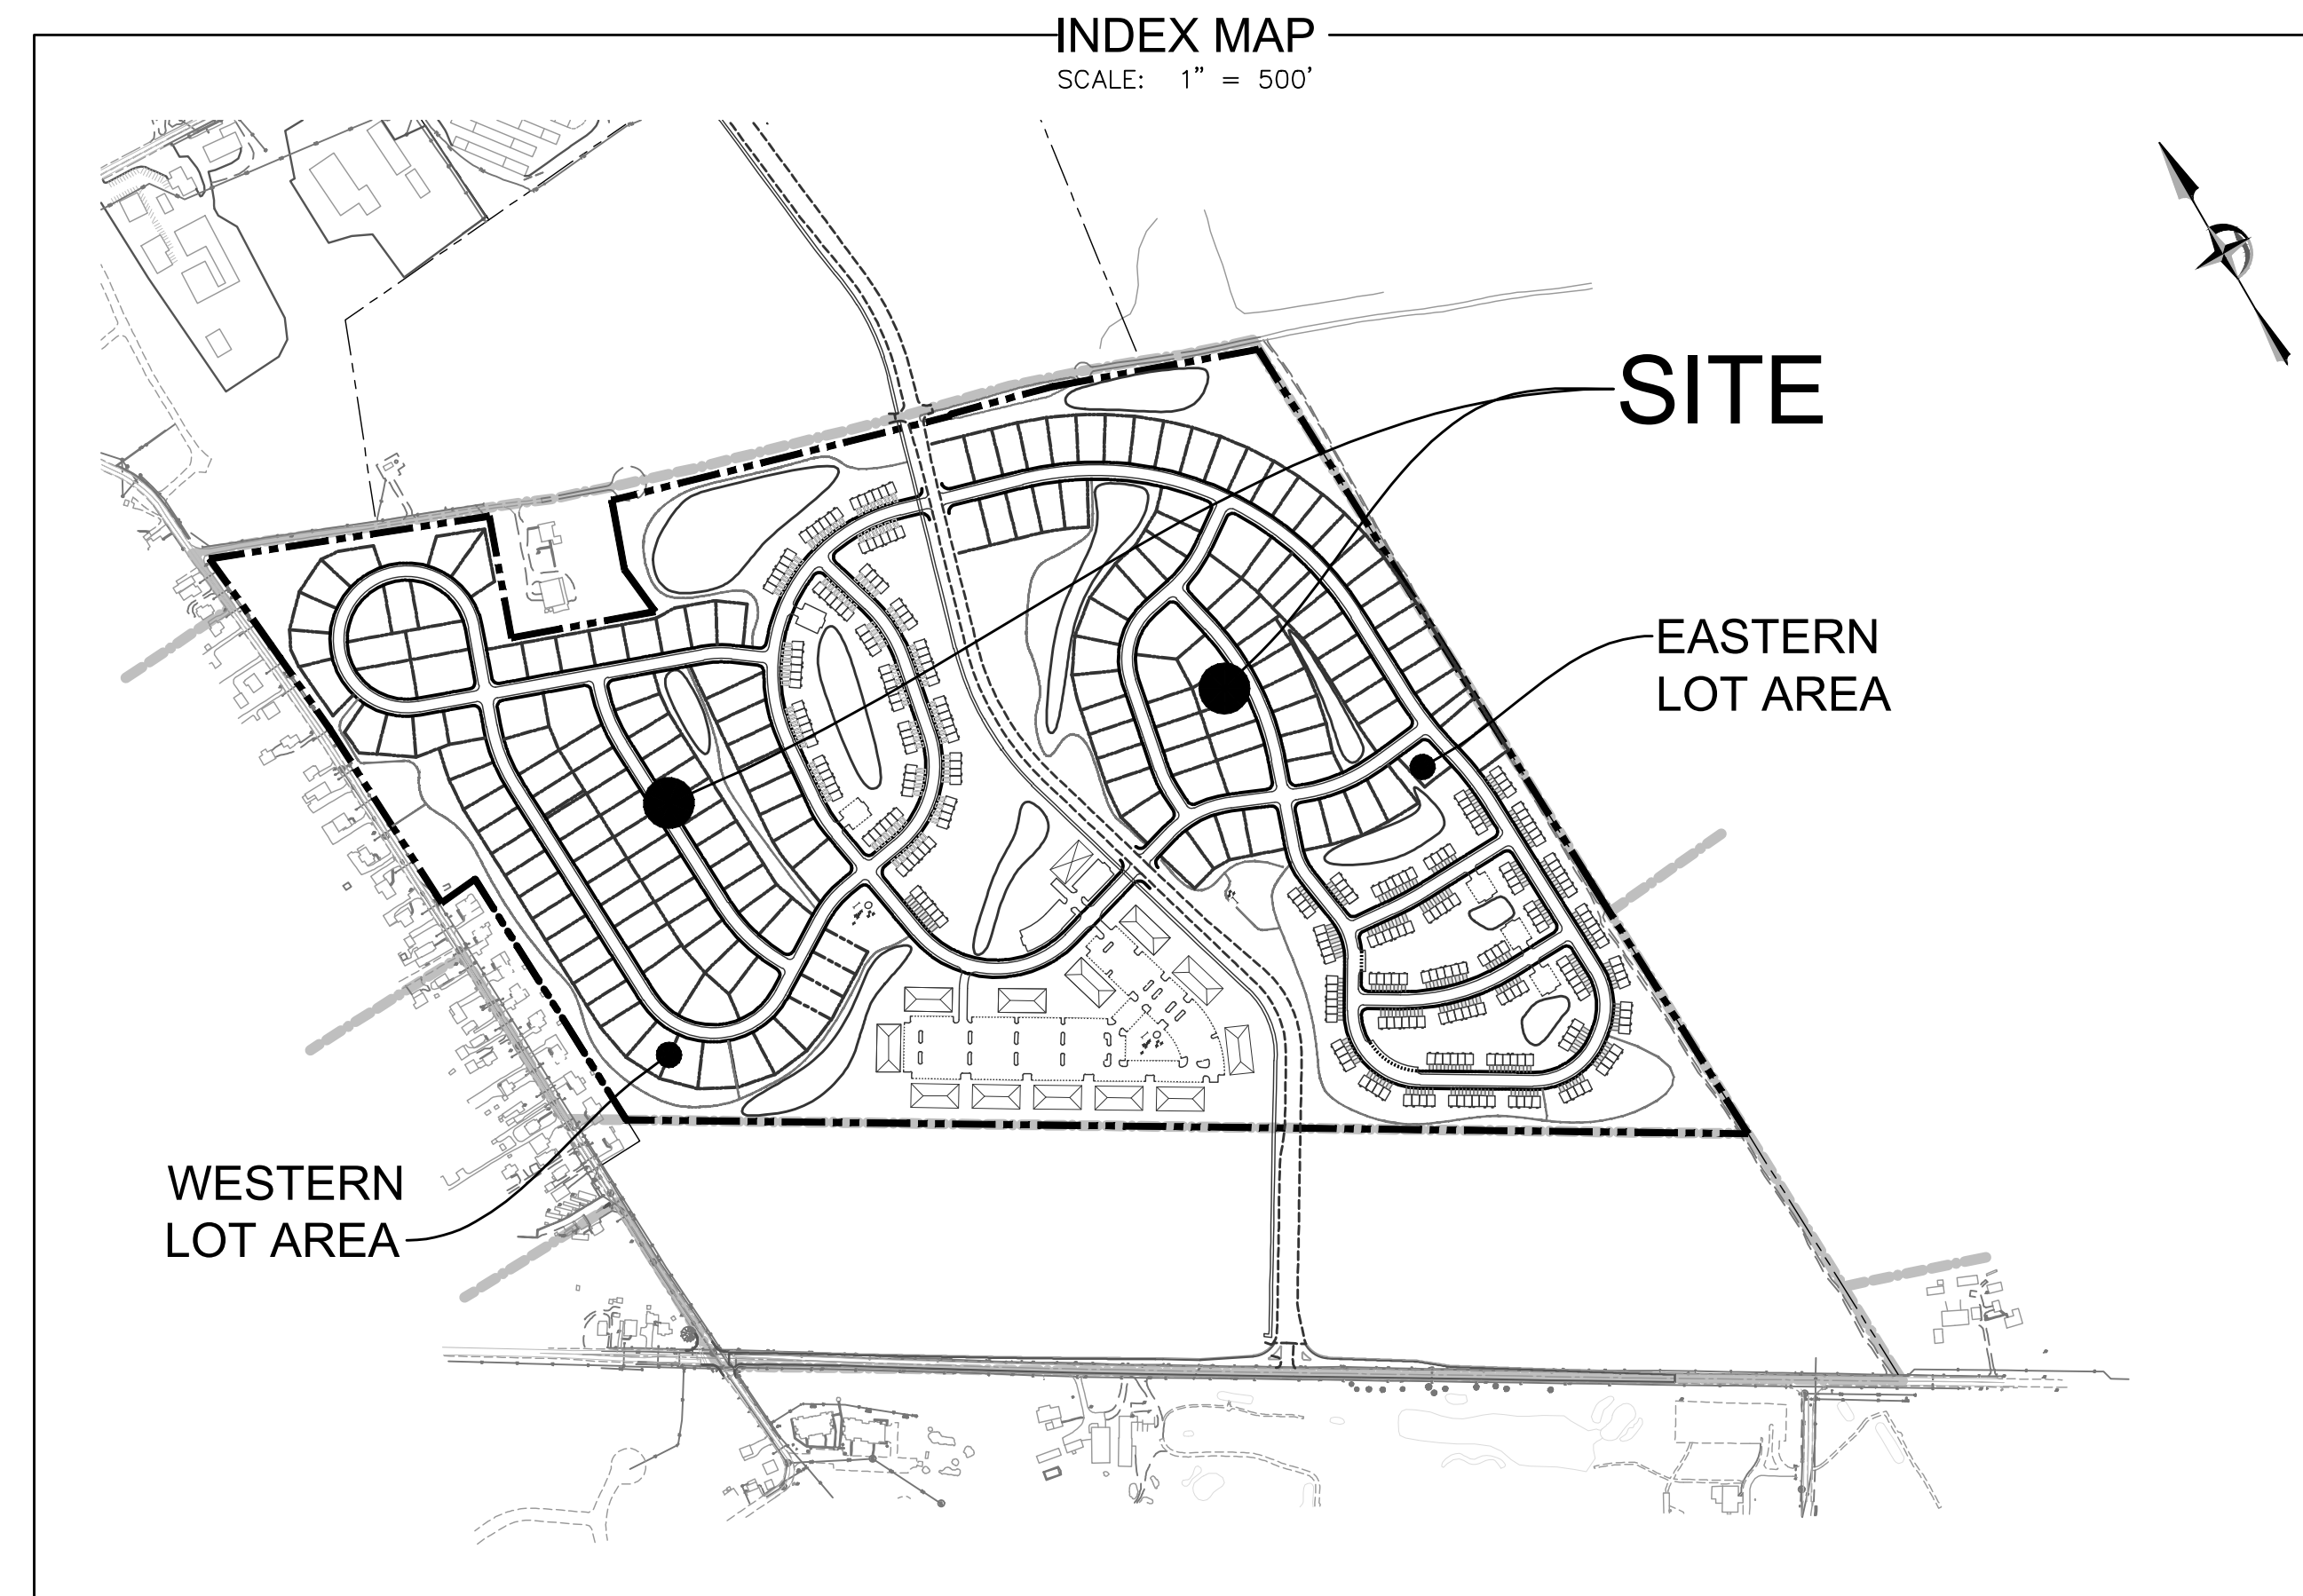 INDEX MAP
SCALE: 1" = 500'
SITE
EASTERN
LOT AREA
WESTERN
LOT AREA